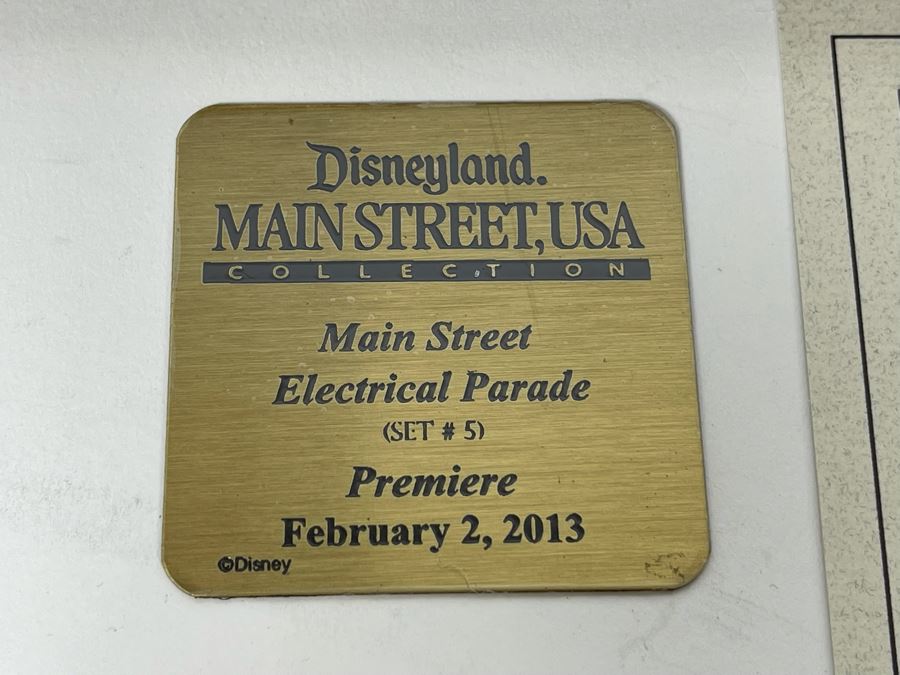 Disneyland.
MAIN STREET, USA
COLLECTION
Main Street
Electrical Parade
(SET # 5)
Premiere
February 2, 2013
©Disney